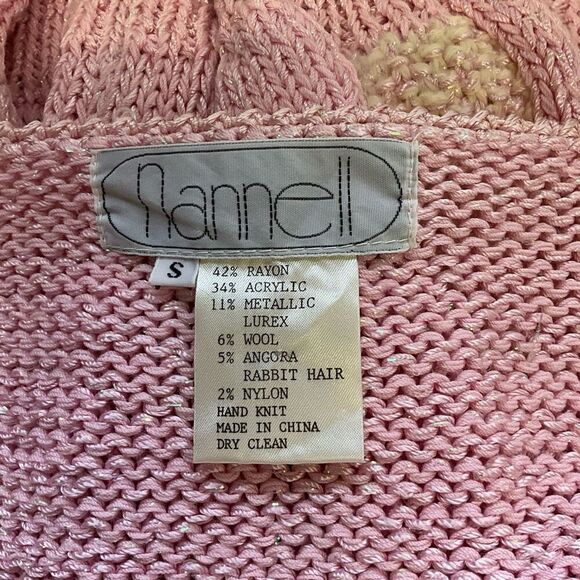 nannell
S
42% RAYON
34% ACRYLIC
11% METALLIC
LUREX
6% WOOL
5% ANGORA
RABBIT HAIR
2% NYLON
HAND KNIT
MADE IN CHINA
DRY CLEAN